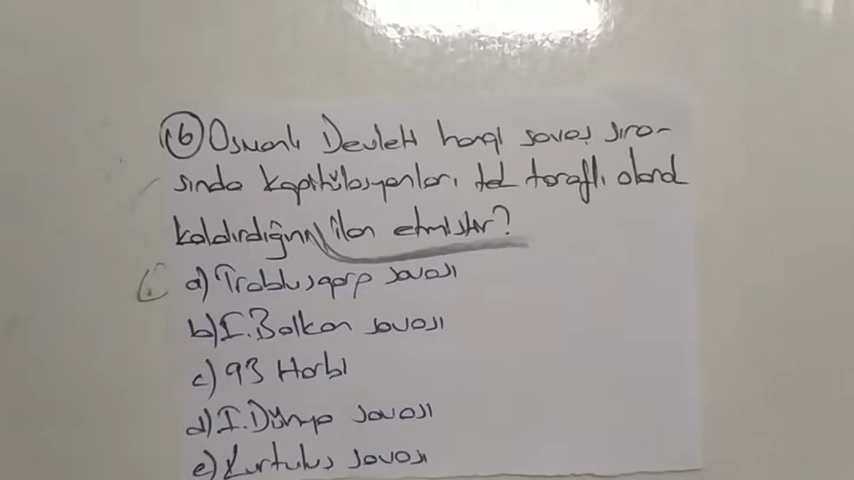 16) Osmanlı Devleti hangi savaş sıra-
sında kapitülasyonları tek taraflı olarak
kaldırdığını ilan etmiştir?
a) Trablusgarp savaşı
b) I. Balkan savaşı
c) 93 Harbi
d) I. Dünya savaşı
e) Kurtuluş savaşı